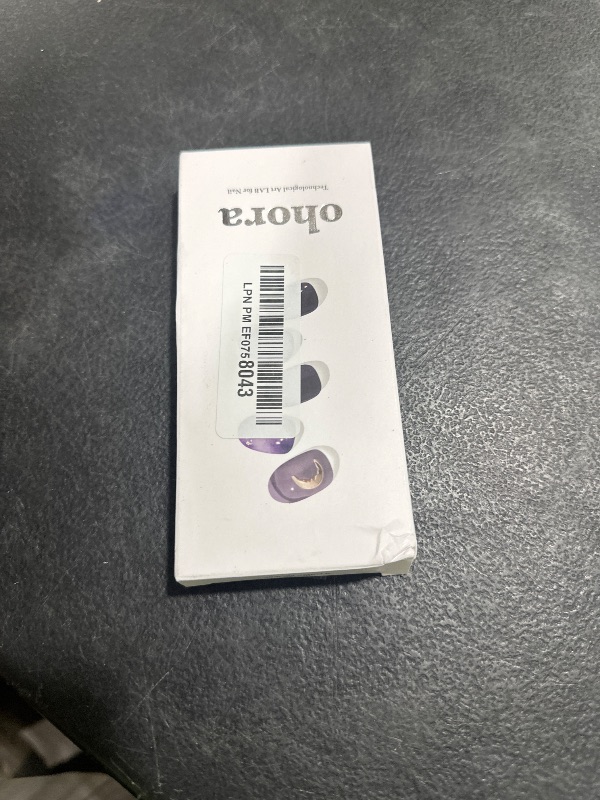 ohora
Technological Art LAB for Nail
LPN PM EF0758043